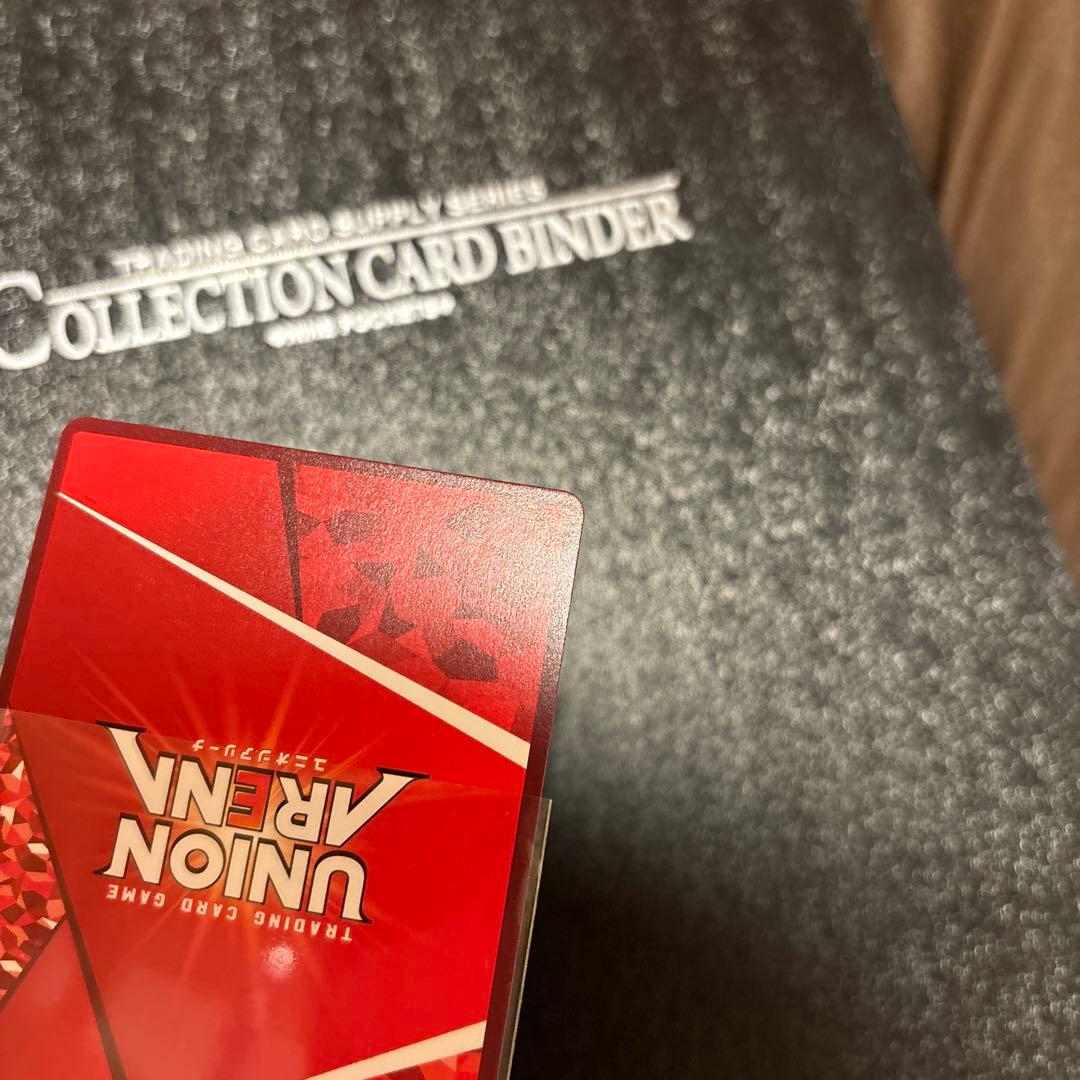 TRADING CARD SUPPLY SERIES
COLLECTION CARD BINDER
TRADING CARD GAME
UNION
ARENA
ユニオンアリーナ